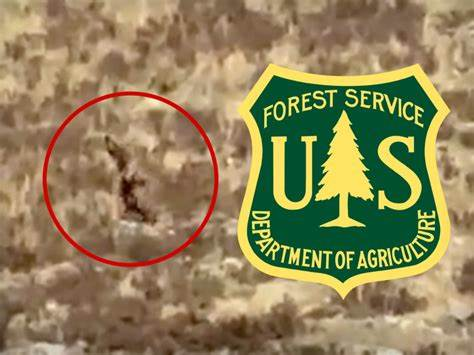 FOREST SERVICE
U S
DEPARTMENT OF AGRICULTURE